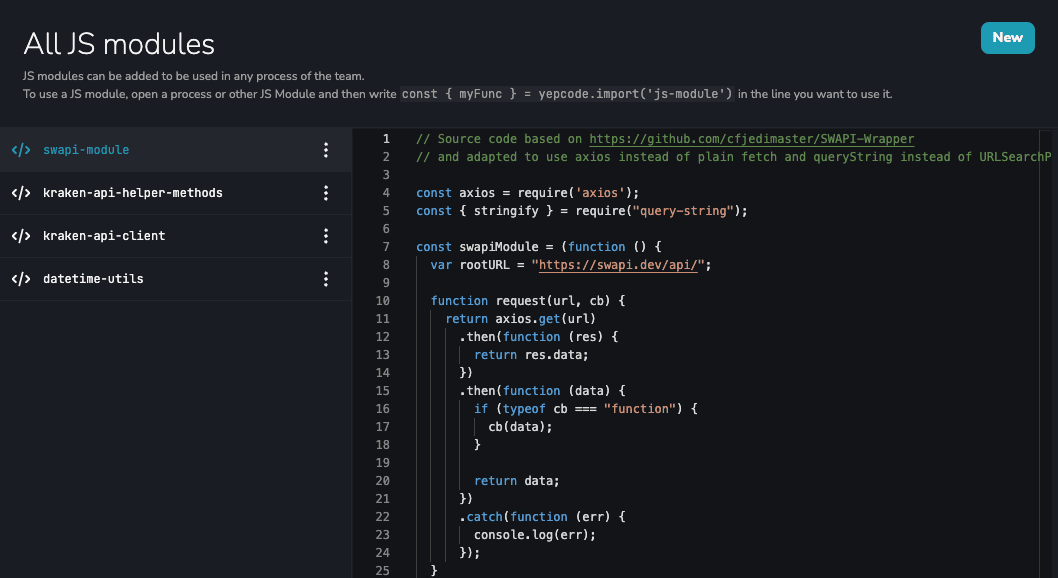 All JS modules
New
JS modules can be added to be used in any process of the team.
To use a JS module, open a process or other JS Module and then write const { myFunc } = yepcode.import('js-module') in the line you want to use it.
</> swapi-module
</> kraken-api-helper-methods
</> kraken-api-client
</> datetime-utils
1 // Source code based on https://github.com/cfjedimaster/SWAPI-Wrapper
2 // and adapted to use axios instead of plain fetch and queryString instead of URLSearchP
3
4 const axios = require('axios');
5 const { stringify } = require("query-string");
6
7 const swapiModule = (function () {
8   var rootURL = "https://swapi.dev/api/";
9
10   function request(url, cb) {
11     return axios.get(url)
12       .then(function (res) {
13         return res.data;
14       })
15       .then(function (data) {
16         if (typeof cb === "function") {
17           cb(data);
18         }
19
20         return data;
21       })
22       .catch(function (err) {
23         console.log(err);
24       });
25   }